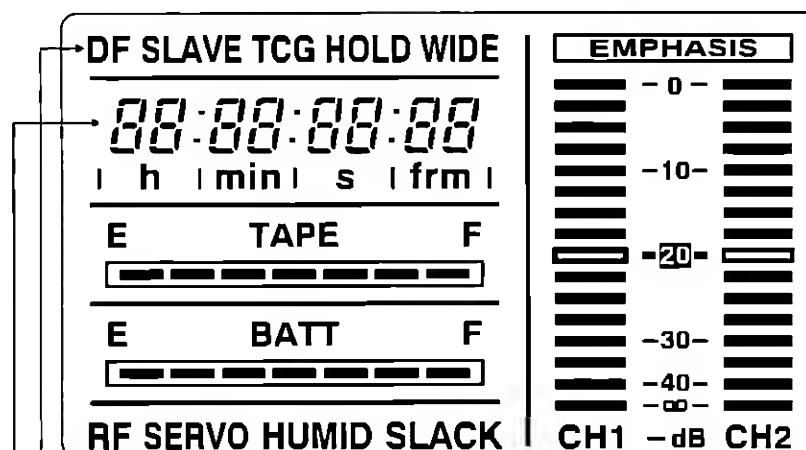 DF SLAVE TCG HOLD WIDE
88:88:88:88
h min s frm
E TAPE F
E BATT F
RF SERVO HUMID SLACK
EMPHASIS
– 0 –
–10–
–20–
–30–
–40–
–∞–
CH1 –dB CH2